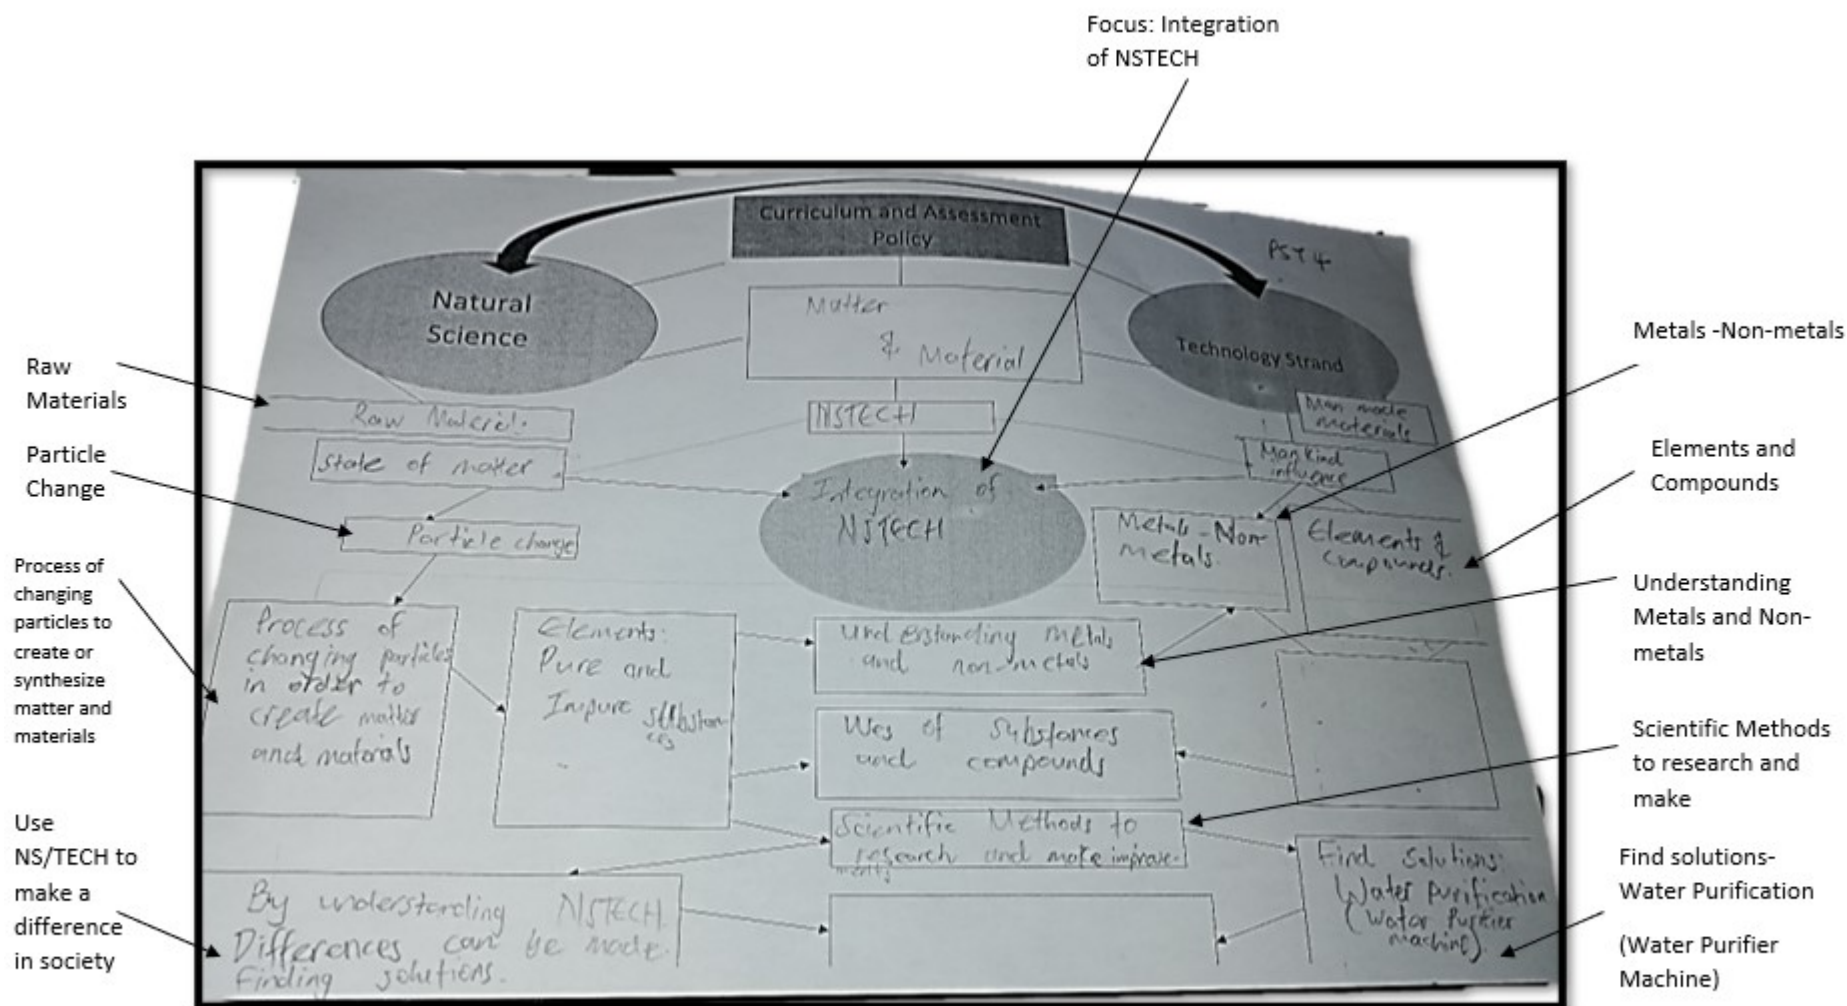 Focus: Integration
of NSTECH
Curriculum and Assessment
Policy
PST 4
Natural
Science
Matter
& Material
Technology Strand
Metals -Non-metals
Raw
Materials
Raw Materials
NSTECH
Man made
materials
Particle
Change
State of matter
Man Kind
influence
Elements and
Compounds
Integration of
NSTECH
Particle change
Metals - Non-
metals.
Elements &
compounds.
Process of
changing
particles to
create or
synthesize
matter and
materials
Process of
changing particles
in order to
create matter
and materials
Elements:
Pure and
Impure substan-
ces
Understanding metals
and non-metals
Understanding
Metals and Non-
metals
Uses of substances
and compounds
Scientific Methods
to research and
make
Scientific Methods to
research and make improve-
ments
Use
NS/TECH to
make a
difference
in society
By understanding NSTECH
Differences can be made.
Finding solutions.
Find solutions:
Water purification
(Water Purifier
machine).
Find solutions-
Water Purification
(Water Purifier
Machine)